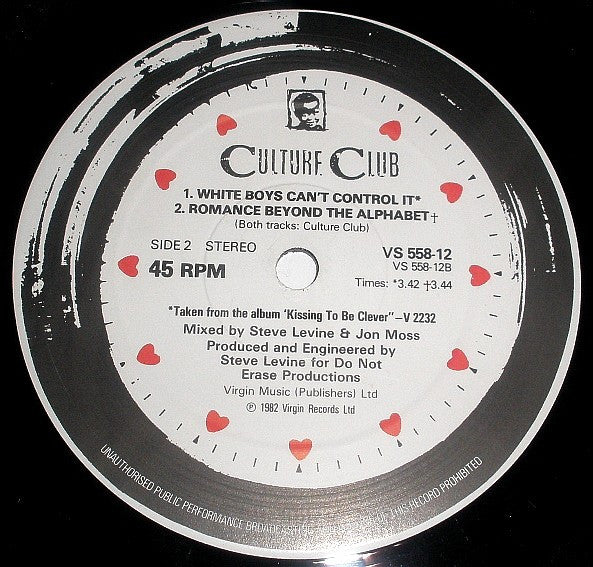 CULTURE CLUB
1. WHITE BOYS CAN'T CONTROL IT*
2. ROMANCE BEYOND THE ALPHABET†
(Both tracks: Culture Club)
SIDE 2 STEREO
45 RPM
VS 558-12
VS 558-12B
Times: *3.42 †3.44
*Taken from the album 'Kissing To Be Clever"–V 2232
Mixed by Steve Levine & Jon Moss
Produced and Engineered by
Steve Levine for Do Not
Erase Productions
Virgin Music (Publishers) Ltd
℗ 1982 Virgin Records Ltd
UNAUTHORISED PUBLIC PERFORMANCE BROADCASTING OF THIS RECORD PROHIBITED